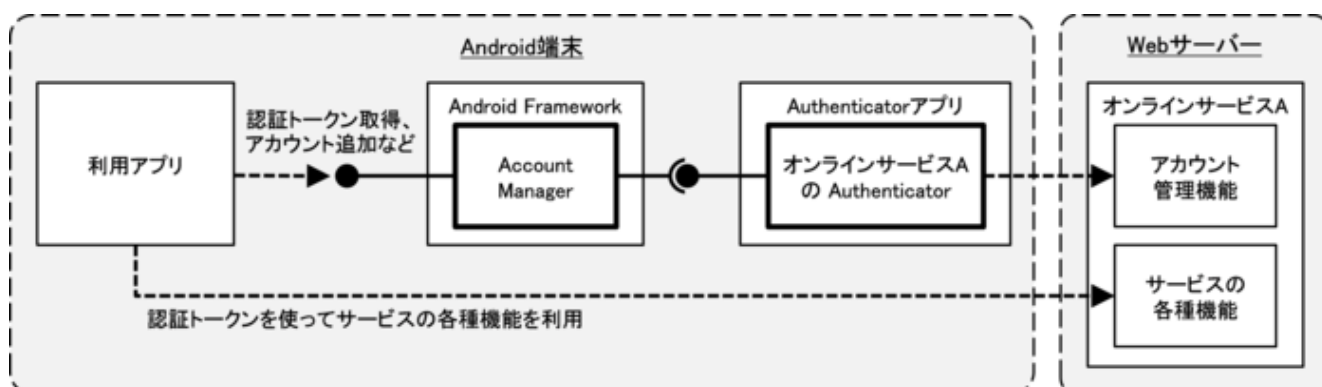 Android端末
Webサーバー
利用アプリ
認証トークン取得、
アカウント追加など
Android Framework
Account
Manager
Authenticatorアプリ
オンラインサービスA
の Authenticator
オンラインサービスA
アカウント
管理機能
サービスの
各種機能
認証トークンを使ってサービスの各種機能を利用